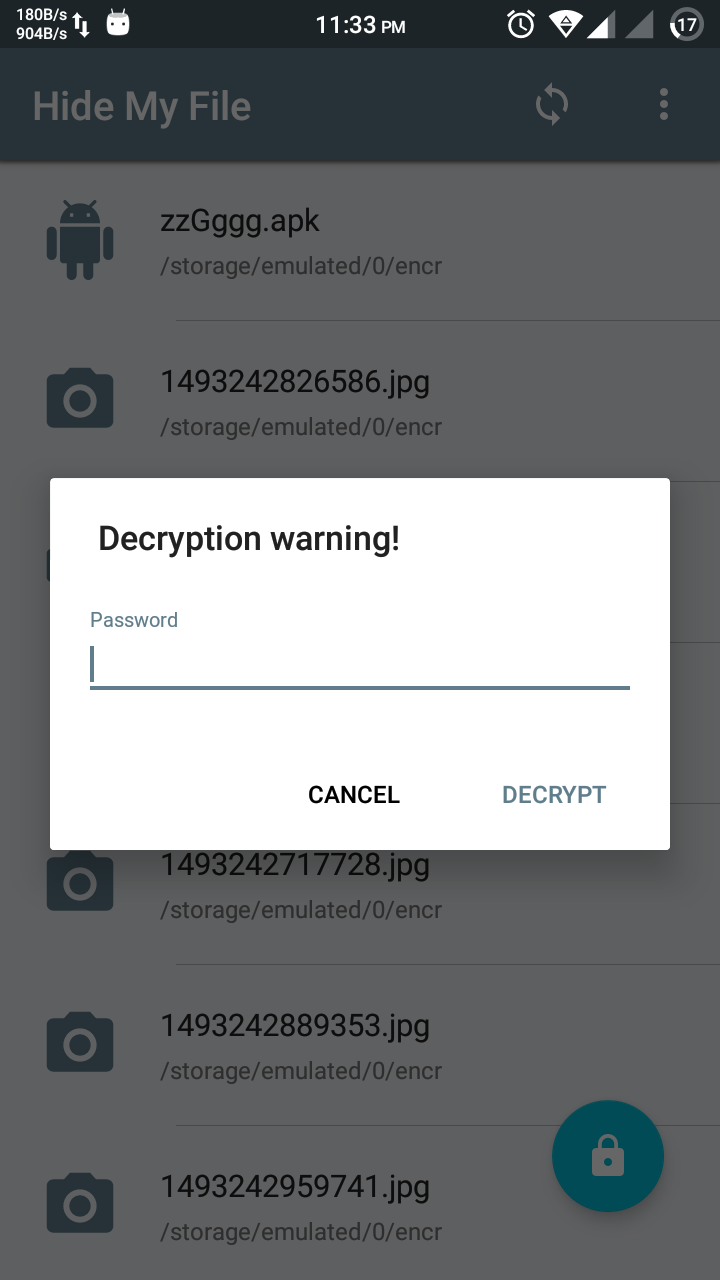 180B/s
904B/s
11:33 PM
17
Hide My File
zzGggg.apk
/storage/emulated/0/encr
1493242826586.jpg
/storage/emulated/0/encr
Decryption warning!
Password
CANCEL DECRYPT
1493242717728.jpg
/storage/emulated/0/encr
1493242889353.jpg
/storage/emulated/0/encr
1493242959741.jpg
/storage/emulated/0/encr